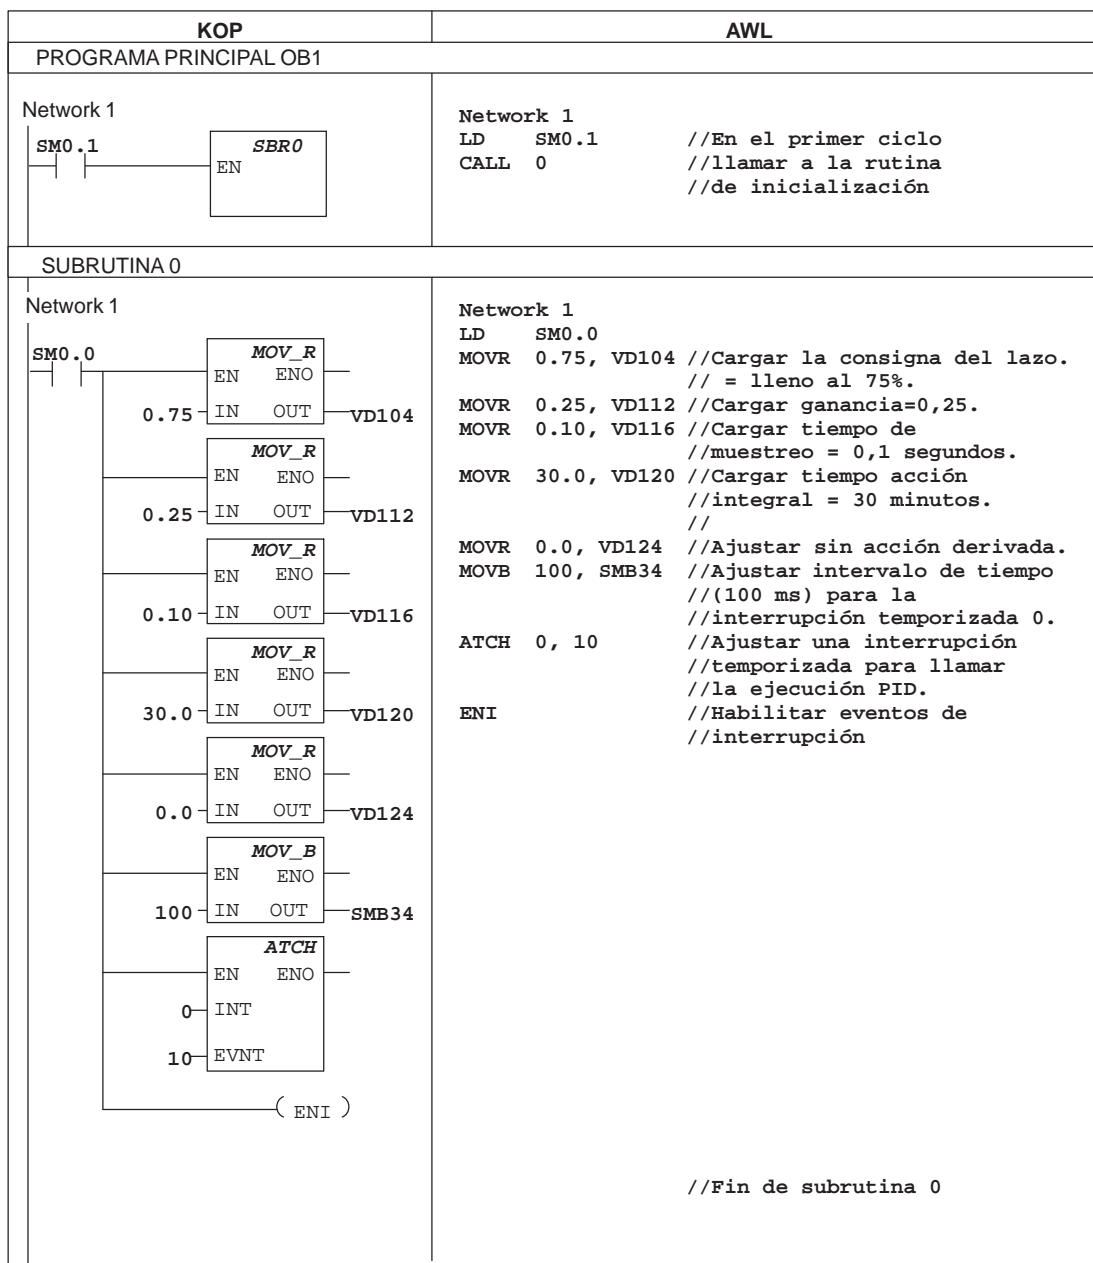 KOP
AWL
PROGRAMA PRINCIPAL OB1
Network 1
SM0.1
SBR0
EN
Network 1
LD SM0.1 //En el primer ciclo
CALL 0 //llamar a la rutina
//de inicialización
SUBRUTINA 0
Network 1
SM0.0
MOV_R
EN ENO
0.75 IN OUT VD104
MOV_R
EN ENO
0.25 IN OUT VD112
MOV_R
EN ENO
0.10 IN OUT VD116
MOV_R
EN ENO
30.0 IN OUT VD120
MOV_R
EN ENO
0.0 IN OUT VD124
MOV_B
EN ENO
100 IN OUT SMB34
ATCH
EN ENO
0 INT
10 EVNT
( ENI )
Network 1
LD SM0.0
MOVR 0.75, VD104 //Cargar la consigna del lazo.
// = lleno al 75%.
MOVR 0.25, VD112 //Cargar ganancia=0,25.
MOVR 0.10, VD116 //Cargar tiempo de
//muestreo = 0,1 segundos.
MOVR 30.0, VD120 //Cargar tiempo acción
//integral = 30 minutos.
//
MOVR 0.0, VD124 //Ajustar sin acción derivada.
MOVB 100, SMB34 //Ajustar intervalo de tiempo
//(100 ms) para la
//interrupción temporizada 0.
ATCH 0, 10 //Ajustar una interrupción
//temporizada para llamar
//la ejecución PID.
ENI //Habilitar eventos de
//interrupción
//Fin de subrutina 0